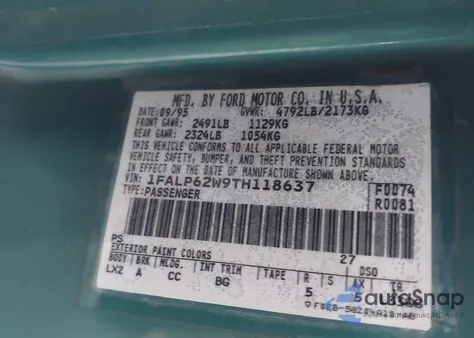 MFD. BY FORD MOTOR CO. IN U.S.A.
DATE: 09/95 GVWR: 4792LB/2173KG
FRONT GAWR: 2491LB 1129KG
REAR GAWR: 2324LB 1054KG
THIS VEHICLE CONFORMS TO ALL APPLICABLE FEDERAL MOTOR
VEHICLE SAFETY, BUMPER, AND THEFT PREVENTION STANDARDS IN
EFFECT ON THE DATE OF MANUFACTURE SHOWN ABOVE.
VIN: 1FALP62W9TH118637 F0074
TYPE: PASSENGER R0081
PS 27
EXTERIOR PAINT COLORS DSO
BODY BRK MLDG. INT TRIM TAPE R S AX TR
LX2 A CC BG 5 5
autoSnap